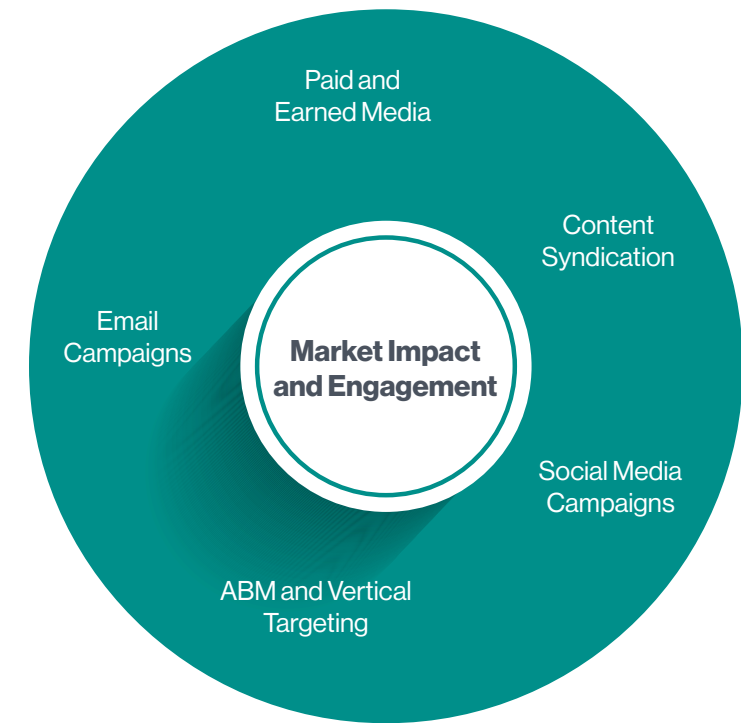 Paid and
Earned Media
Content
Syndication
Email
Campaigns
Market Impact
and Engagement
Social Media
Campaigns
ABM and Vertical
Targeting